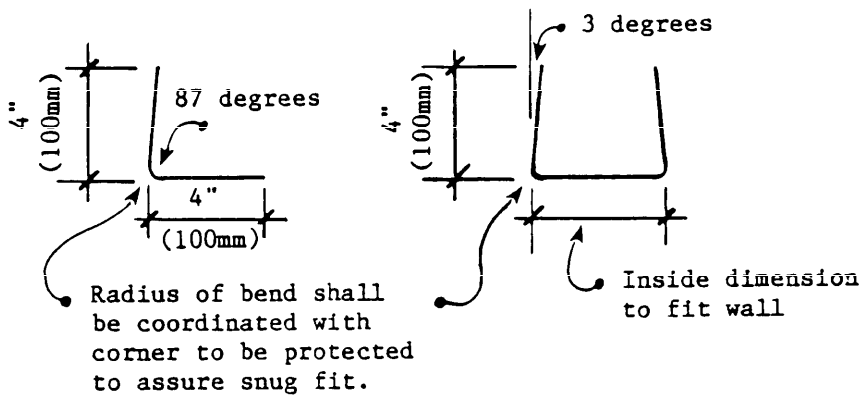 3 degrees
4"
(100mm)
87 degrees
4"
(100mm)
4"
(100mm)
Radius of bend shall
be coordinated with
corner to be protected
to assure snug fit.
Inside dimension
to fit wall